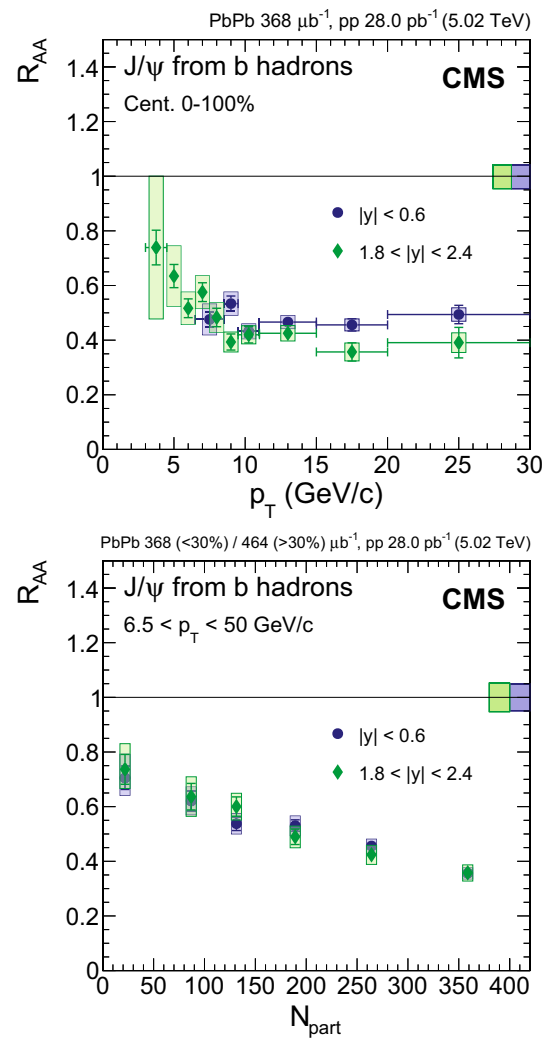 PbPb 368 μb⁻¹, pp 28.0 pb⁻¹ (5.02 TeV)
R_AA
J/ψ from b hadrons
CMS
Cent. 0-100%
|y| < 0.6
1.8 < |y| < 2.4
1.4
1.2
1
0.8
0.6
0.4
0.2
0
0 5 10 15 20 25 30
p_T (GeV/c)
PbPb 368 (<30%) / 464 (>30%) μb⁻¹, pp 28.0 pb⁻¹ (5.02 TeV)
R_AA
J/ψ from b hadrons
CMS
6.5 < p_T < 50 GeV/c
|y| < 0.6
1.8 < |y| < 2.4
1.4
1.2
1
0.8
0.6
0.4
0.2
0
0 50 100 150 200 250 300 350 400
N_part